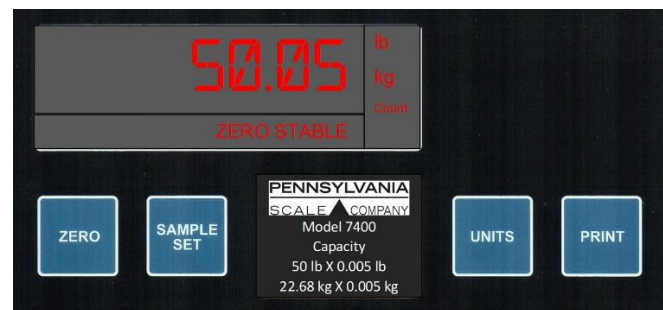 50.05
lb
kg
Count
ZERO STABLE
ZERO
SAMPLE
SET
PENNSYLVANIA
SCALE COMPANY
Model 7400
Capacity
50 lb X 0.005 lb
22.68 kg X 0.005 kg
UNITS
PRINT